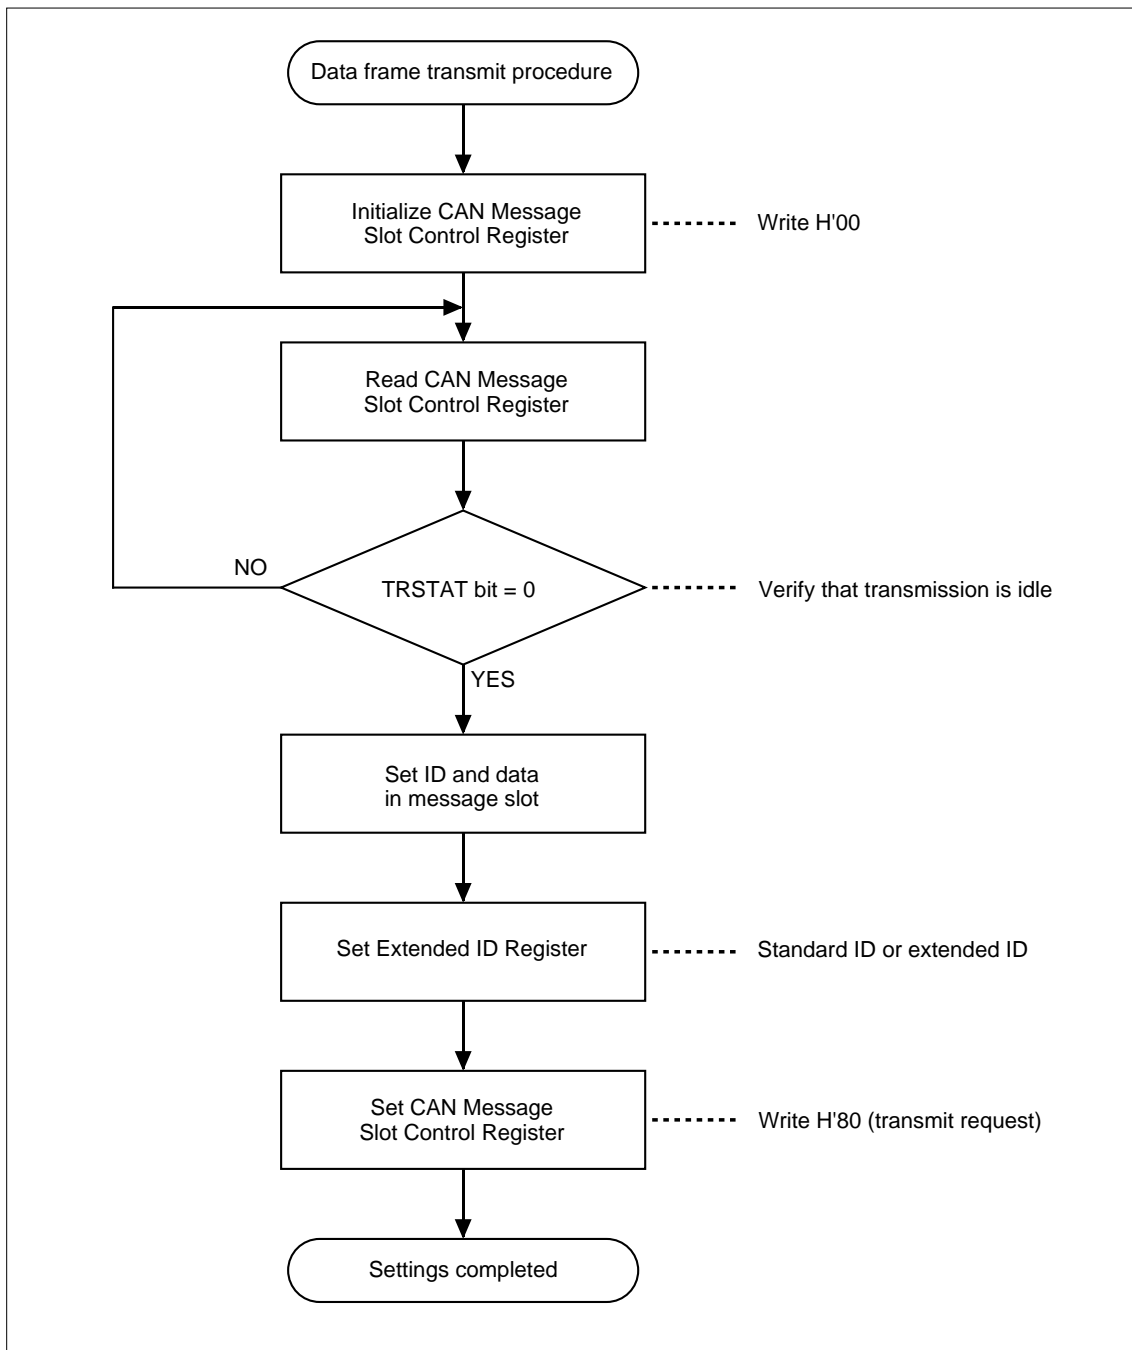 Data frame transmit procedure
Initialize CAN Message
Slot Control Register
Write H'00
Read CAN Message
Slot Control Register
NO
TRSTAT bit = 0
Verify that transmission is idle
YES
Set ID and data
in message slot
Set Extended ID Register
Standard ID or extended ID
Set CAN Message
Slot Control Register
Write H'80 (transmit request)
Settings completed